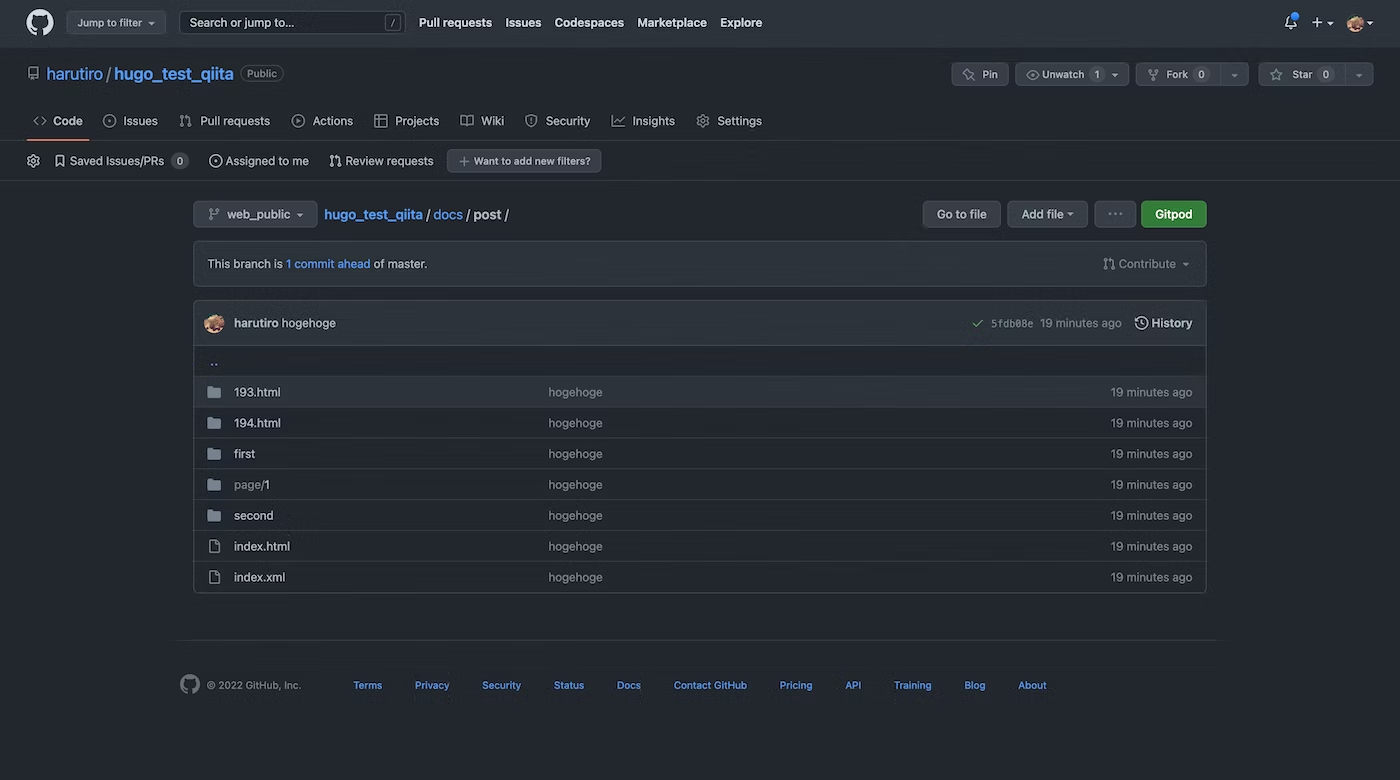 Jump to filter Search or jump to... / Pull requests Issues Codespaces Marketplace Explore
harutiro / hugo_test_qiita Public Pin Unwatch 1 Fork 0 Star 0
Code Issues Pull requests Actions Projects Wiki Security Insights Settings
Saved Issues/PRs 0 Assigned to me Review requests + Want to add new filters?
web_public hugo_test_qiita / docs / post / Go to file Add file ... Gitpod
This branch is 1 commit ahead of master. Contribute
harutiro hogehoge 5fdb08e 19 minutes ago History
..
193.html hogehoge 19 minutes ago
194.html hogehoge 19 minutes ago
first hogehoge 19 minutes ago
page/1 hogehoge 19 minutes ago
second hogehoge 19 minutes ago
index.html hogehoge 19 minutes ago
index.xml hogehoge 19 minutes ago
© 2022 GitHub, Inc. Terms Privacy Security Status Docs Contact GitHub Pricing API Training Blog About